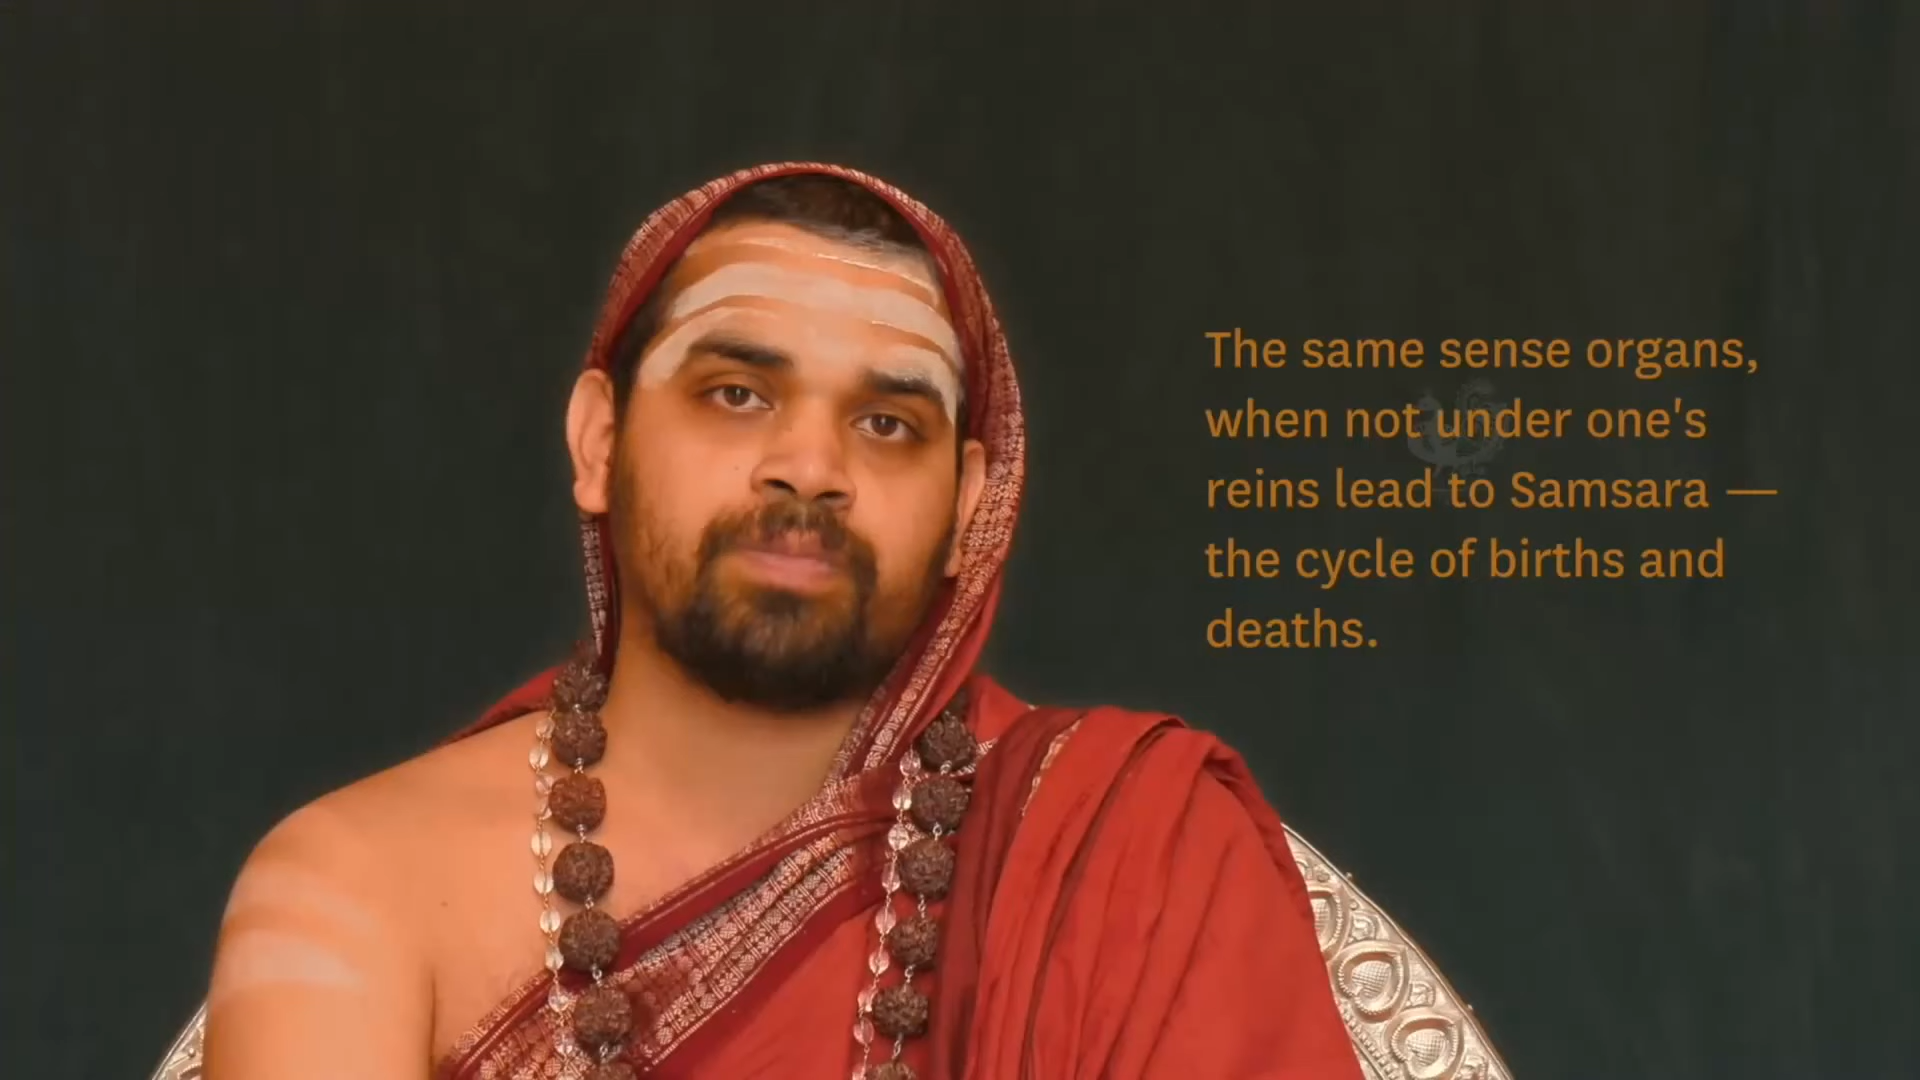 The same sense organs,
when not under one's
reins lead to Samsara —
the cycle of births and
deaths.